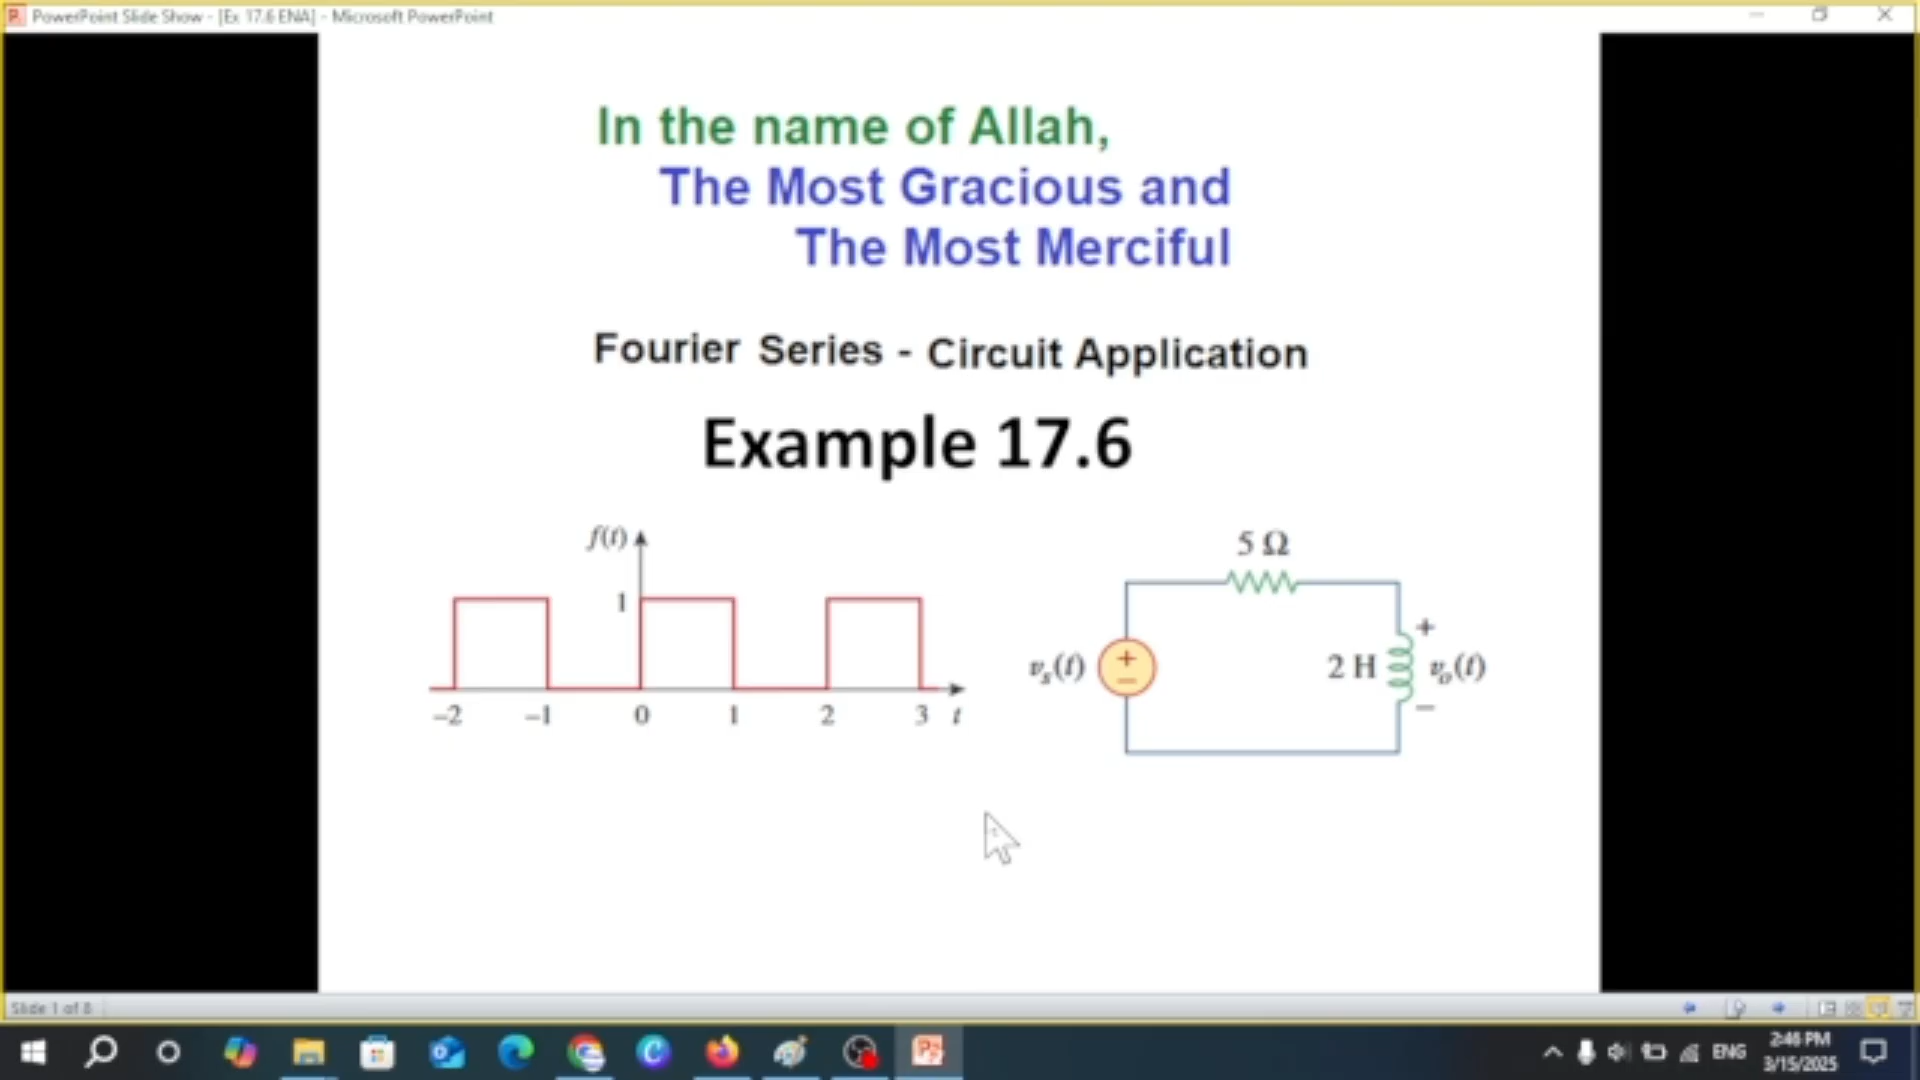 PowerPoint Slide Show - [Ex 17.6 ENA] - Microsoft PowerPoint
In the name of Allah,
The Most Gracious and
The Most Merciful
Fourier Series - Circuit Application
Example 17.6
f(t)
1
-2 -1 0 1 2 3 t
5 Ω
vs(t)
+
−
2 H
+
vo(t)
−
Slide 1 of 8
ENG
2:46 PM
3/15/2025